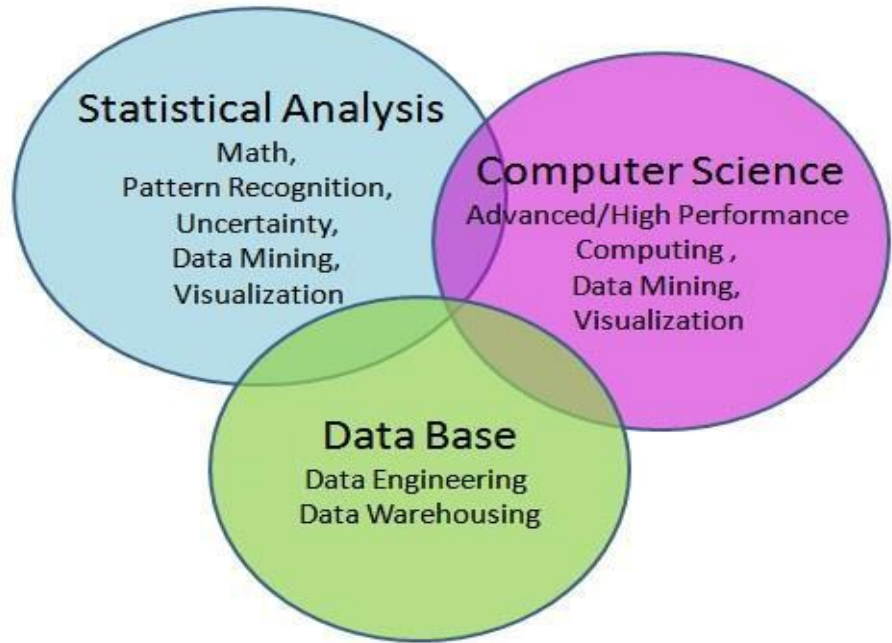 Statistical Analysis
Math,
Pattern Recognition,
Uncertainty,
Data Mining,
Visualization
Computer Science
Advanced/High Performance
Computing ,
Data Mining,
Visualization
Data Base
Data Engineering
Data Warehousing